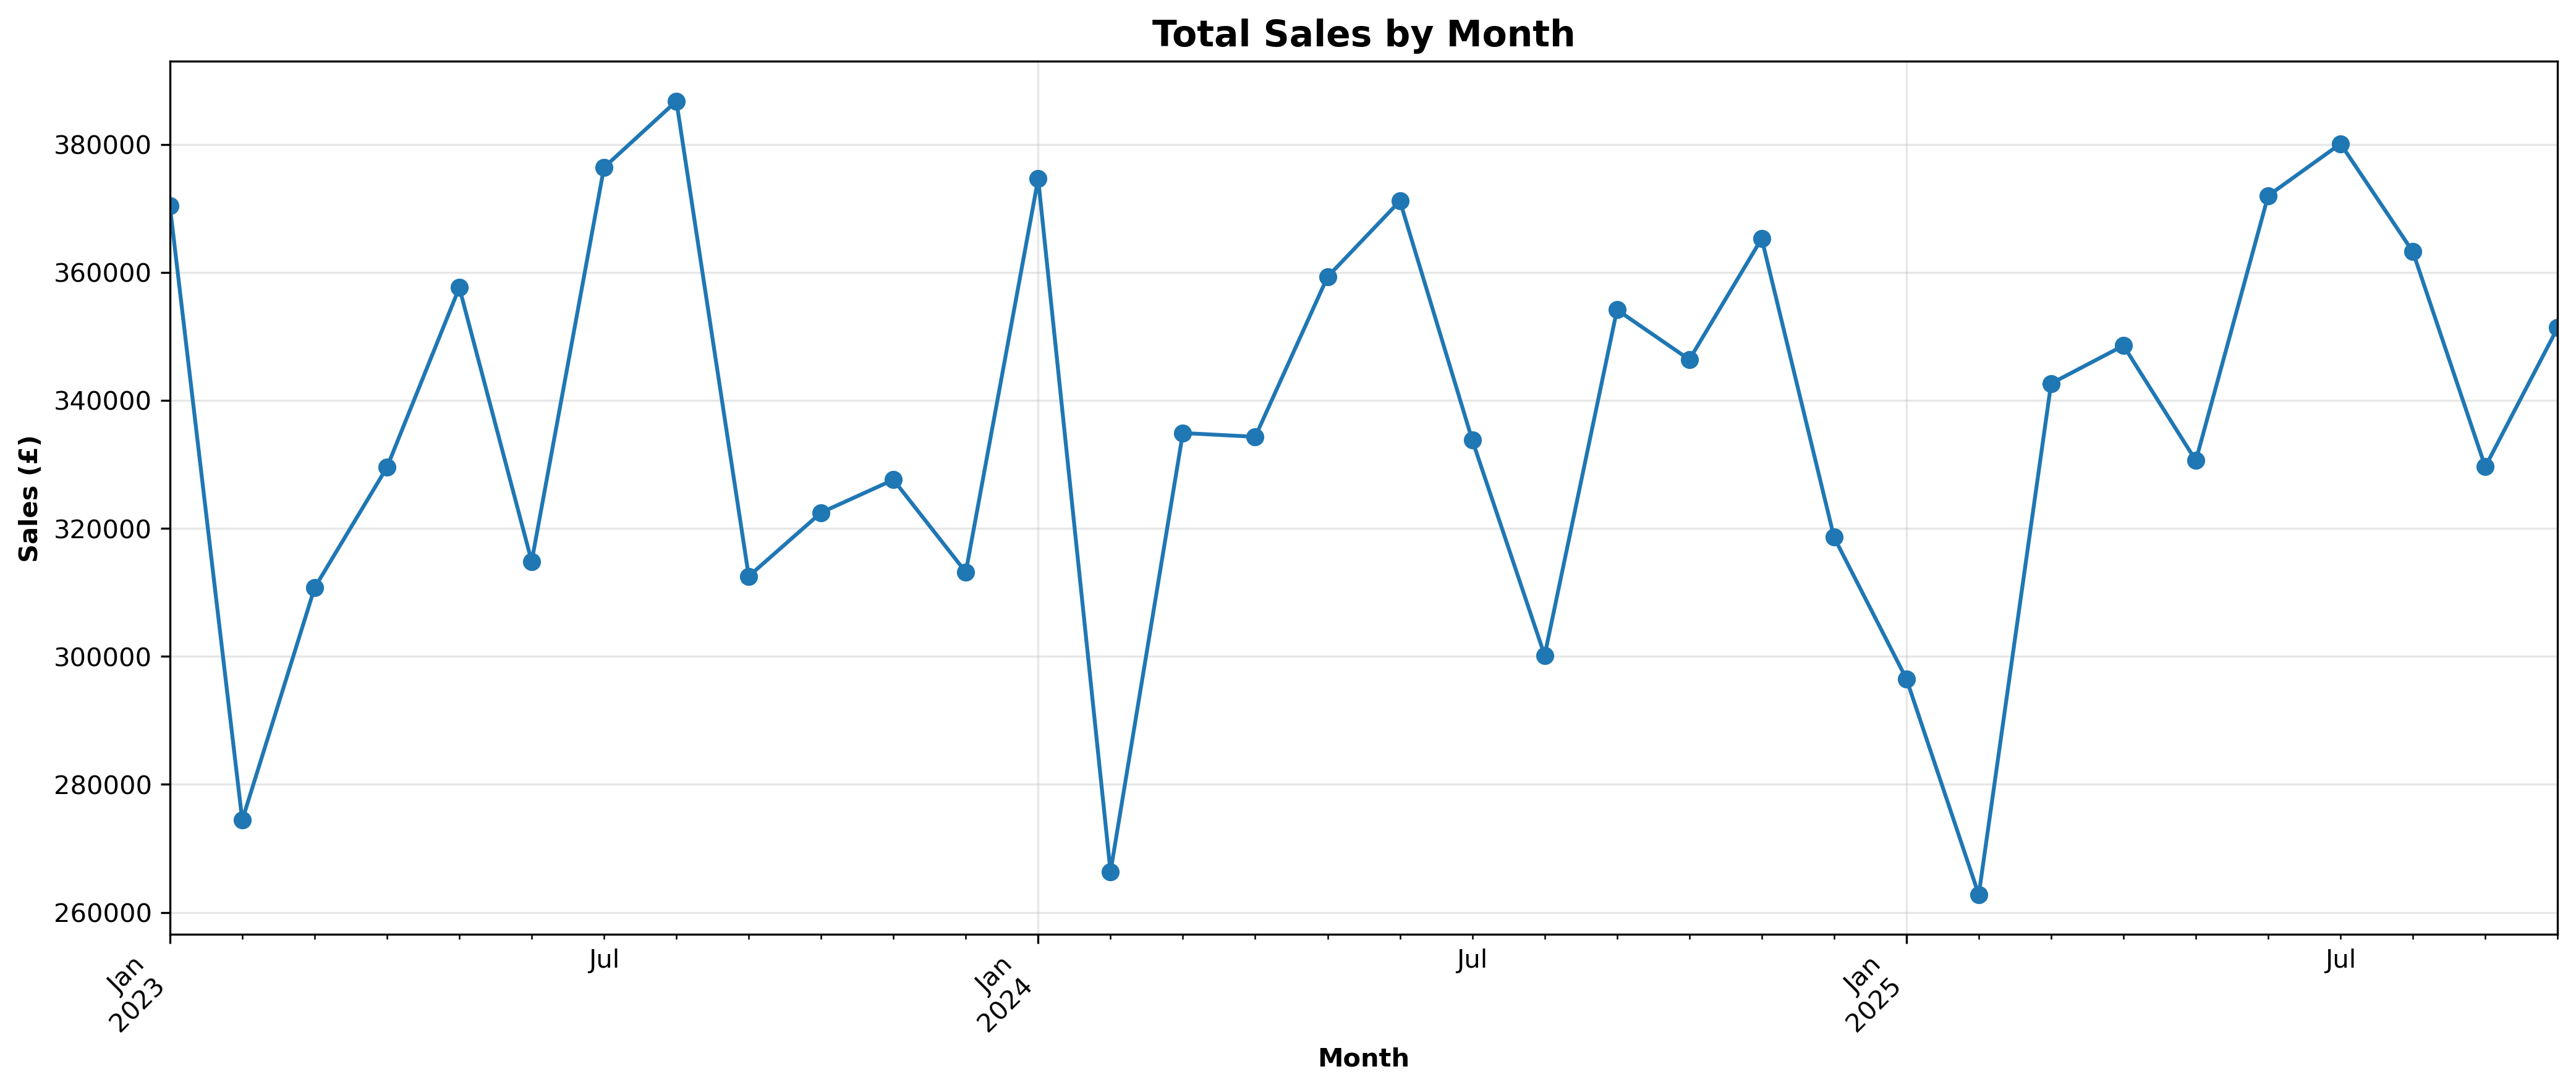 Total Sales by Month
Sales (£)
380000
360000
340000
320000
300000
280000
260000
Jan
2023
Jul
Jan
2024
Jul
Jan
2025
Jul
Month